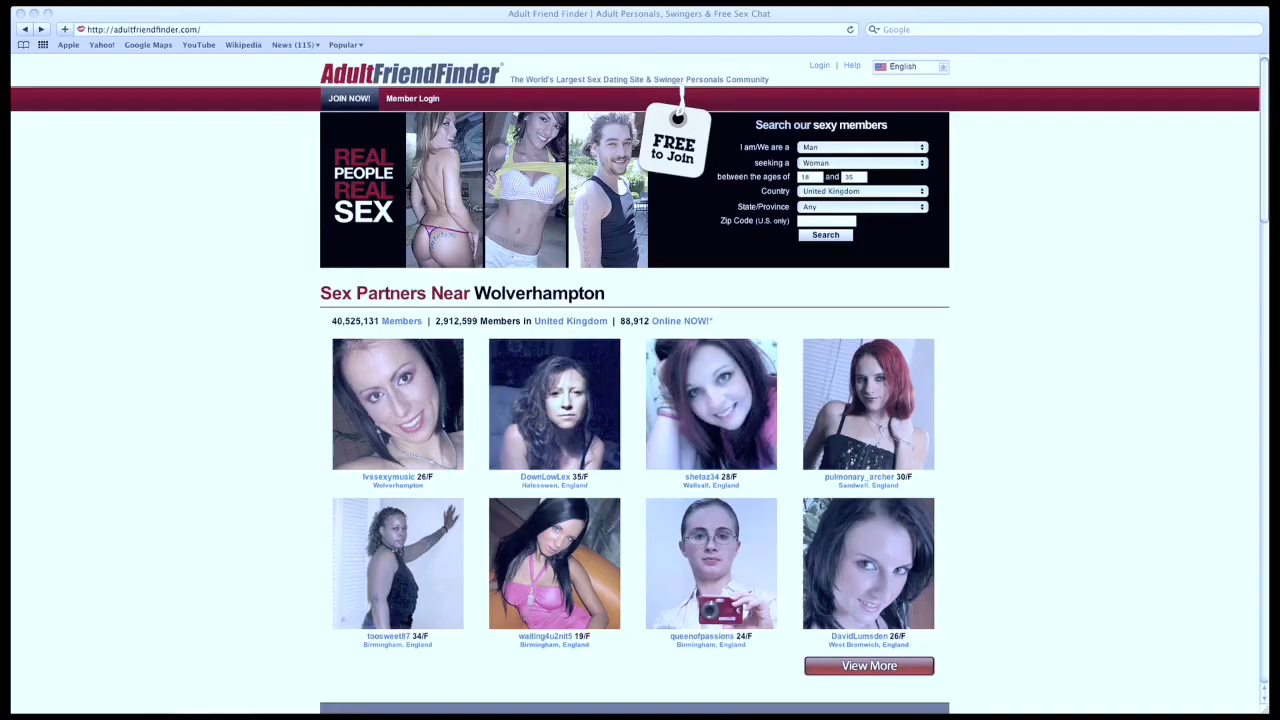 Adult Friend Finder | Adult Personals, Swingers & Free Sex Chat
http://adultfriendfinder.com/
Google
Apple Yahoo! Google Maps YouTube Wikipedia News (115) Popular
AdultFriendFinder®
The World's Largest Sex Dating Site & Swinger Personals Community
Login | Help English
JOIN NOW! Member Login
REAL
PEOPLE
REAL
SEX
FREE
to Join
Search our sexy members
I am/We are a Man
seeking a Woman
between the ages of 18 and 35
Country United Kingdom
State/Province Any
Zip Code (U.S. only)
Search
Sex Partners Near Wolverhampton
40,525,131 Members | 2,912,599 Members in United Kingdom | 88,912 Online NOW!*
lvssexymusic 26/F DownLowLex 35/F shetaz34 28/F pulmonary_archer 30/F
Wolverhampton Halesowen, England Wallsall, England Sandwell, England
toosweet87 34/F waiting4u2nit5 19/F queenofpassions 24/F DavidLumsden 26/F
Birmingham, England Birmingham, England Birmingham, England West Bromwich, England
View More